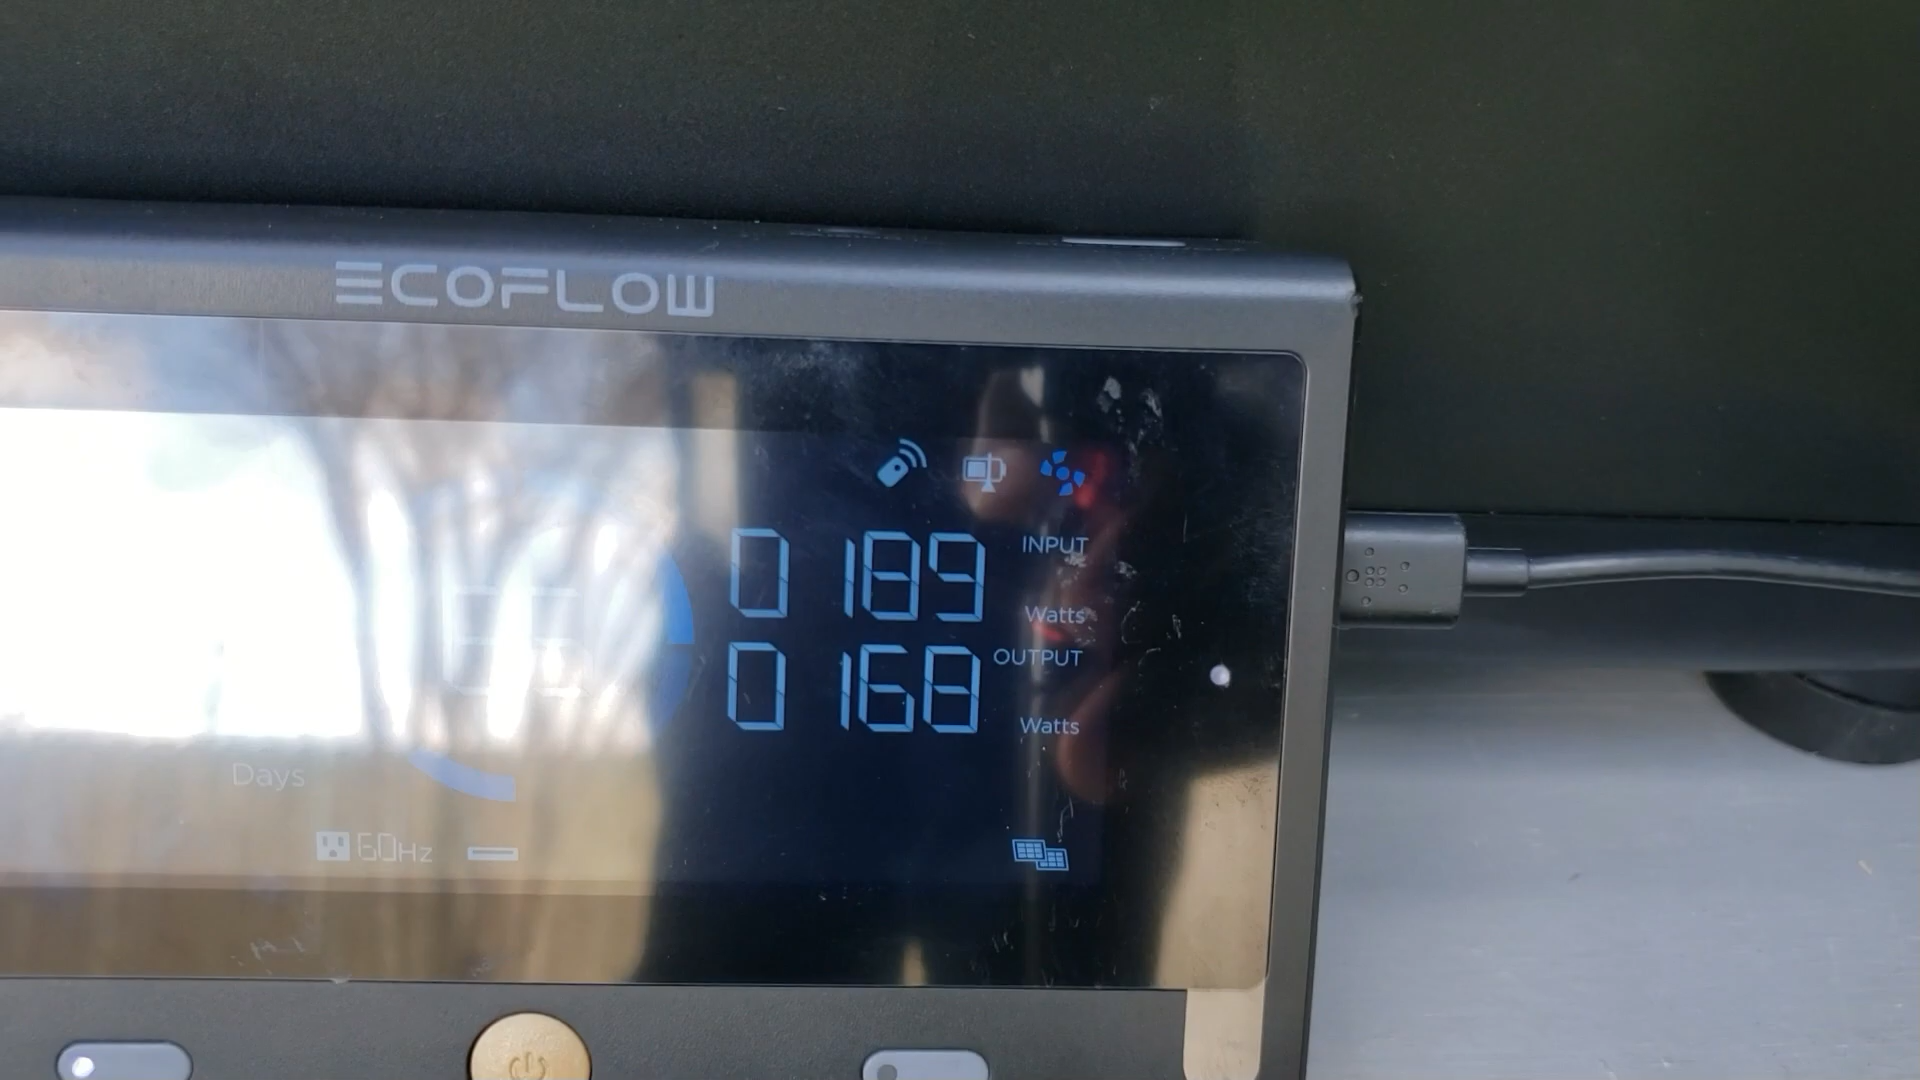 ECOFLOW
0189 INPUT
Watts
0168 OUTPUT
Watts
Days
60Hz